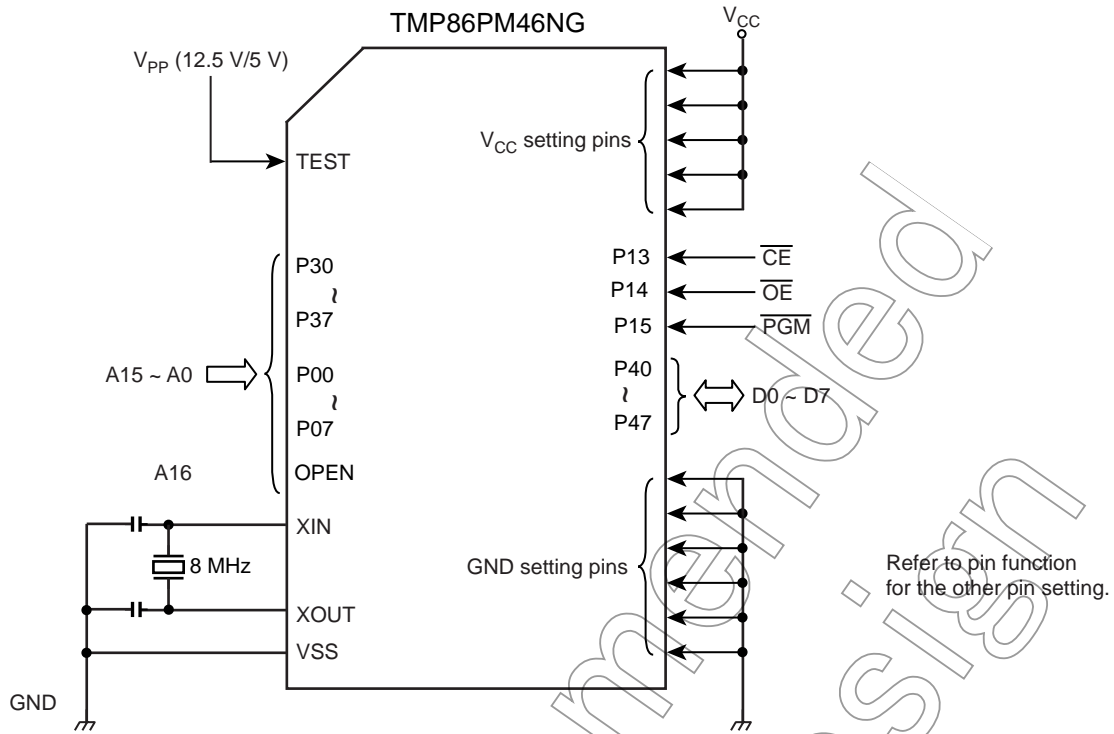 TMP86PM46NG
VCC
VPP (12.5 V/5 V)
VCC setting pins
TEST
P30
~
P37
A15 ~ A0
P00
~
P07
A16
OPEN
XIN
8 MHz
XOUT
VSS
GND
P13
CE
P14
OE
P15
PGM
P40
~
P47
D0 ~ D7
GND setting pins
Refer to pin function
for the other pin setting.
mended
sign